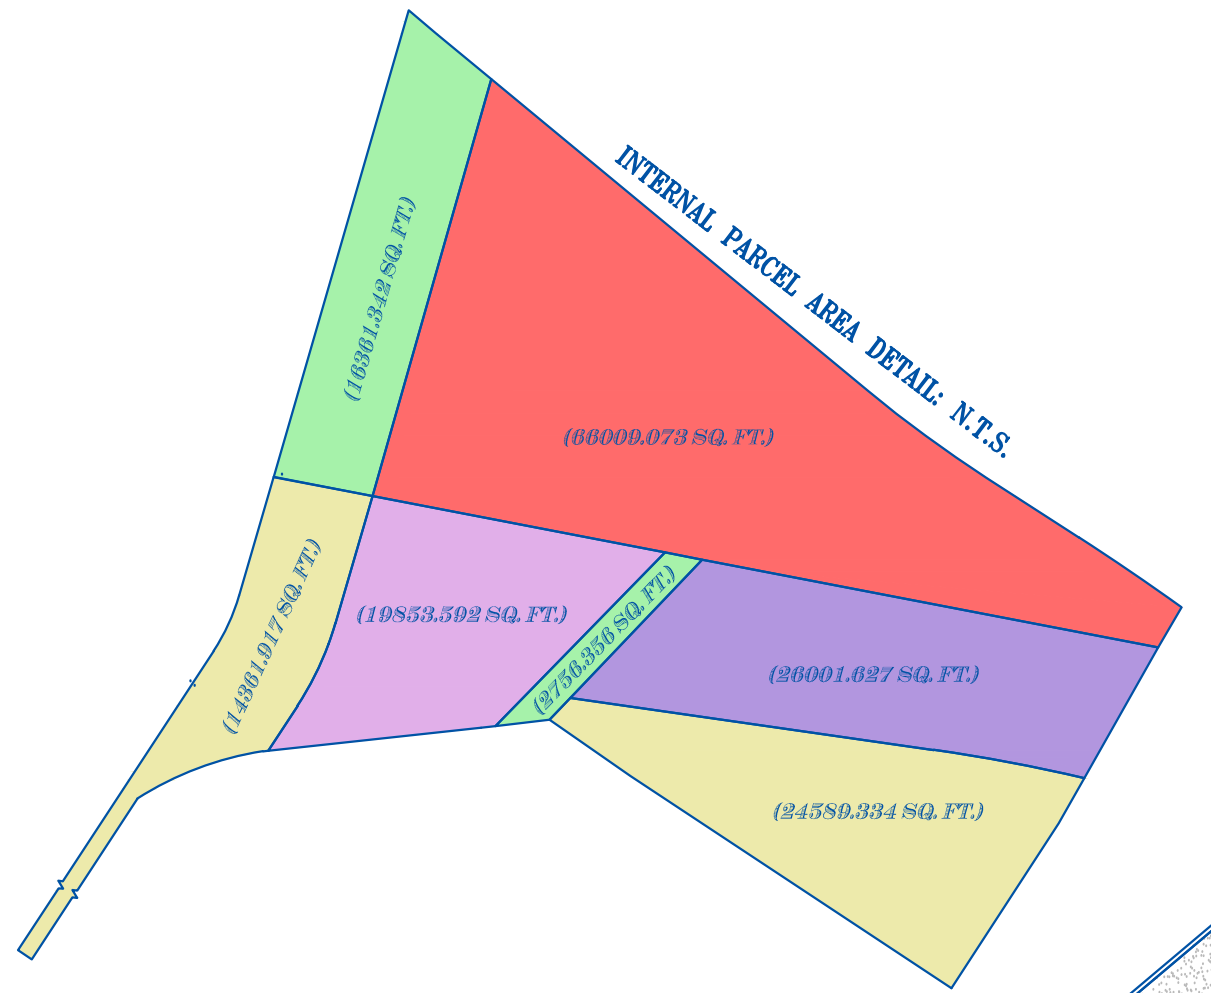 INTERNAL PARCEL AREA DETAIL: N.T.S.
(16361.342 SQ. FT.)
(66009.073 SQ. FT.)
(14361.917 SQ. FT.)
(19853.592 SQ. FT.)
(2756.356 SQ. FT.)
(26001.627 SQ. FT.)
(24589.334 SQ. FT.)